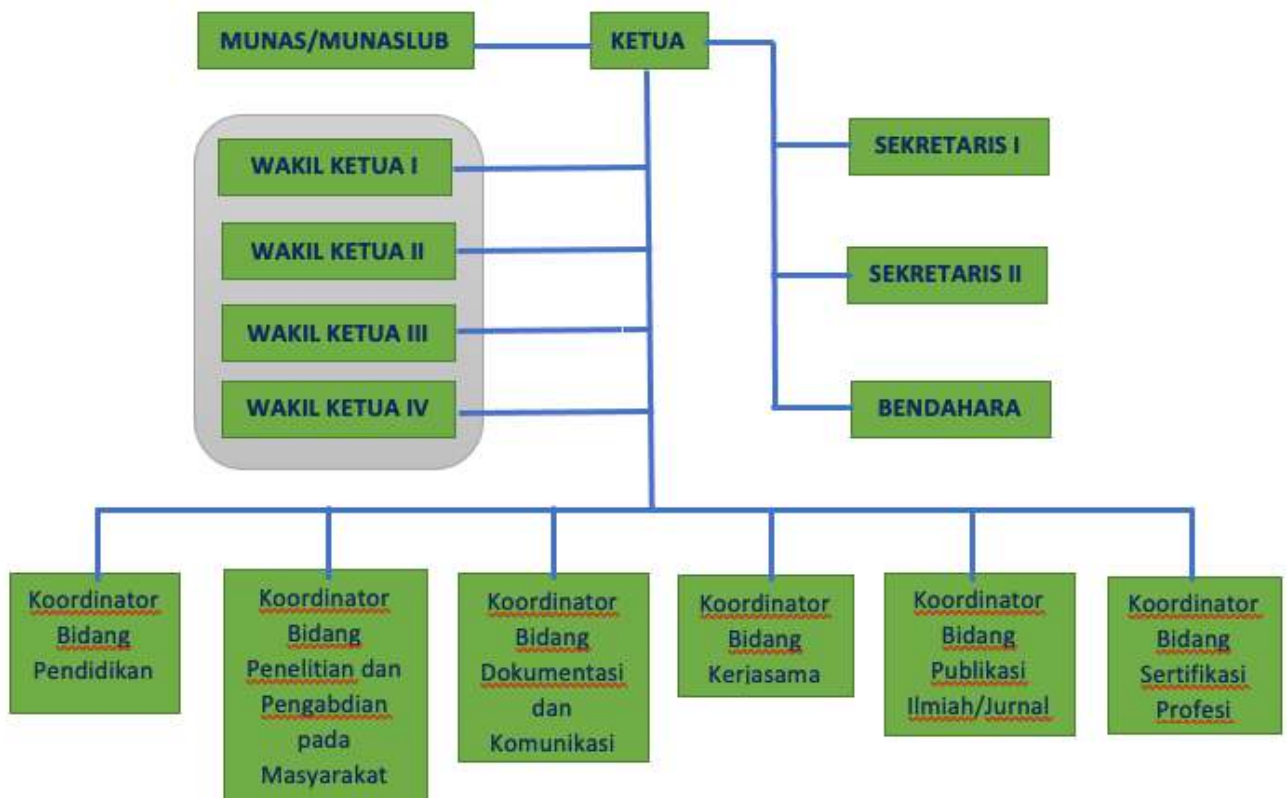 MUNAS/MUNASLUB
KETUA
WAKIL KETUA I
WAKIL KETUA II
WAKIL KETUA III
WAKIL KETUA IV
SEKRETARIS I
SEKRETARIS II
BENDAHARA
Koordinator
Bidang
Pendidikan
Koordinator
Bidang
Penelitian dan
Pengabdian
pada
Masyarakat
Koordinator
Bidang
Dokumentasi
dan
Komunikasi
Koordinator
Bidang
Kerjasama
Koordinator
Bidang
Publikasi
Ilmiah/Jurnal
Koordinator
Bidang
Sertifikasi
Profesi